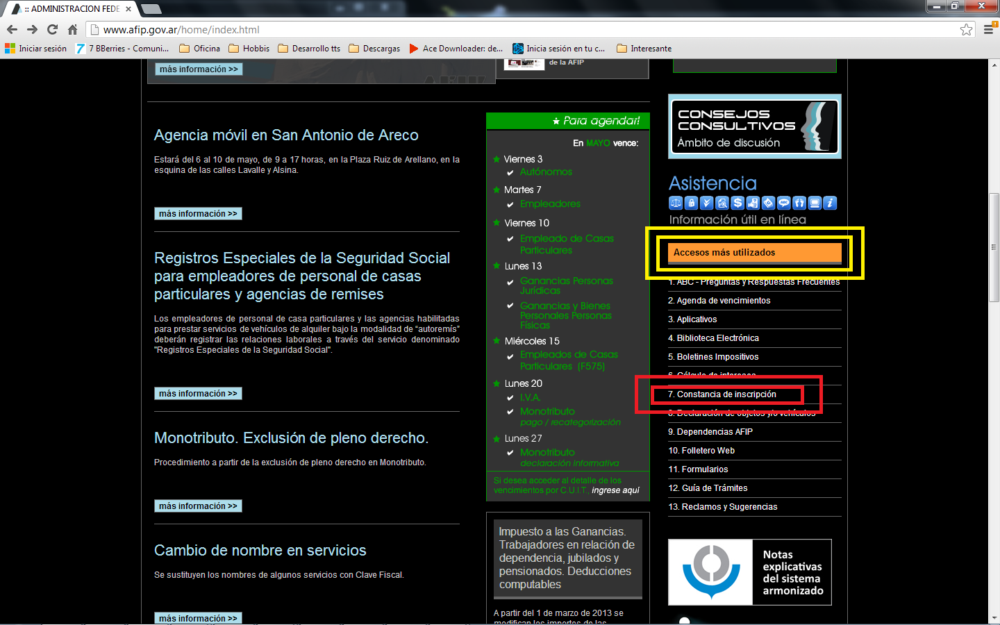 :: ADMINISTRACION FEDE
www.afip.gov.ar/home/index.html
Iniciar sesión
7 BBerries - Comuni...
Oficina
Hobbis
Desarrollo tts
Descargas
Ace Downloader: de...
Inicia sesión en tu c...
Interesante
más información >>
de la AFIP
Agencia móvil en San Antonio de Areco
Estará del 6 al 10 de mayo, de 9 a 17 horas, en la Plaza Ruiz de Arellano, en la
esquina de las calles Lavalle y Alsina.
más información >>
Registros Especiales de la Seguridad Social
para empleadores de personal de casas
particulares y agencias de remises
Los empleadores de personal de casa particulares y las agencias habilitadas
para prestar servicios de vehículos de alquiler bajo la modalidad de “autoremís”
deberán registrar las relaciones laborales a través del servicio denominado
"Registros Especiales de la Seguridad Social".
más información >>
Monotributo. Exclusión de pleno derecho.
Procedimiento a partir de la exclusión de pleno derecho en Monotributo.
más información >>
Cambio de nombre en servicios
Se sustituyen los nombres de algunos servicios con Clave Fiscal.
más información >>
Para agendar!
En MAYO vence:
Viernes 3
Autónomos
Martes 7
Empleadores
Viernes 10
Empleado de Casas
Particulares
Lunes 13
Ganancias Personas
Jurídicas
Ganancias y Bienes
Personales Personas
Físicas
Miércoles 15
Empleados de Casas
Particulares (F575)
Lunes 20
I.V.A.
Monotributo
pago / recategorización
Lunes 27
Monotributo
declaración informativa
Si desea acceder al detalle de los
vencimientos por C.U.I.T., ingrese aquí
Impuesto a las Ganancias.
Trabajadores en relación de
dependencia, jubilados y
pensionados. Deducciones
computables
A partir del 1 de marzo de 2013 se
modifican los importes de las
CONSEJOS
CONSULTIVOS
Ámbito de discusión
Asistencia
ABC
Información útil en línea
Accesos más utilizados
1. ABC - Preguntas y Respuestas Frecuentes
2. Agenda de vencimientos
3. Aplicativos
4. Biblioteca Electrónica
5. Boletines Impositivos
6. Cálculo de intereses
7. Constancia de inscripción
8. Declaración de objetos y/o vehículos
9. Dependencias AFIP
10. Folletero Web
11. Formularios
12. Guía de Trámites
13. Reclamos y Sugerencias
Notas
explicativas
del sistema
armonizado